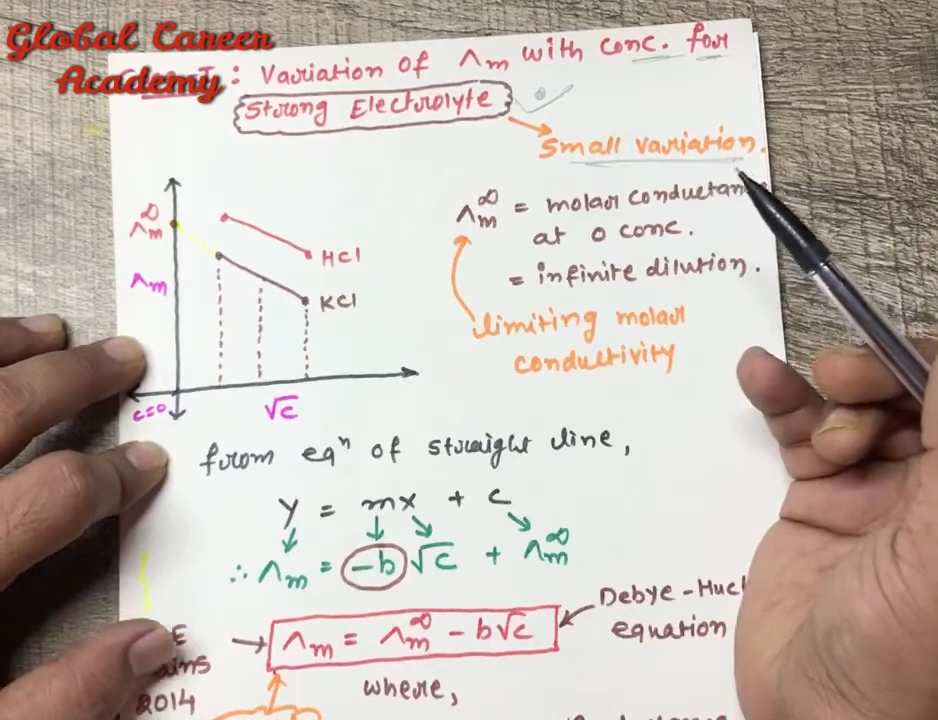 Global Career
Academy
: Variation of Λm with conc. for
Strong Electrolyte
Small variation.
Λm∞ = molar conductan
at 0 conc.
= infinite dilution.
limiting molar
conductivity
Λm∞
Λm
HCl
KCl
c=0
√c
from eqn of straight line,
y = mx + c
∴ Λm = -b √c + Λm∞
Λm = Λm∞ - b√c
Debye-Huc
equation
E
ains
2014
where,